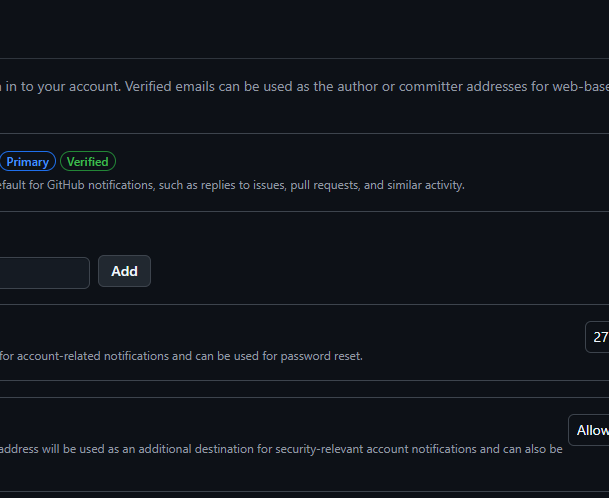 in to your account. Verified emails can be used as the author or committer addresses for web-base
Primary Verified
efault for GitHub notifications, such as replies to issues, pull requests, and similar activity.
Add
27
for account-related notifications and can be used for password reset.
Allow
address will be used as an additional destination for security-relevant account notifications and can also be